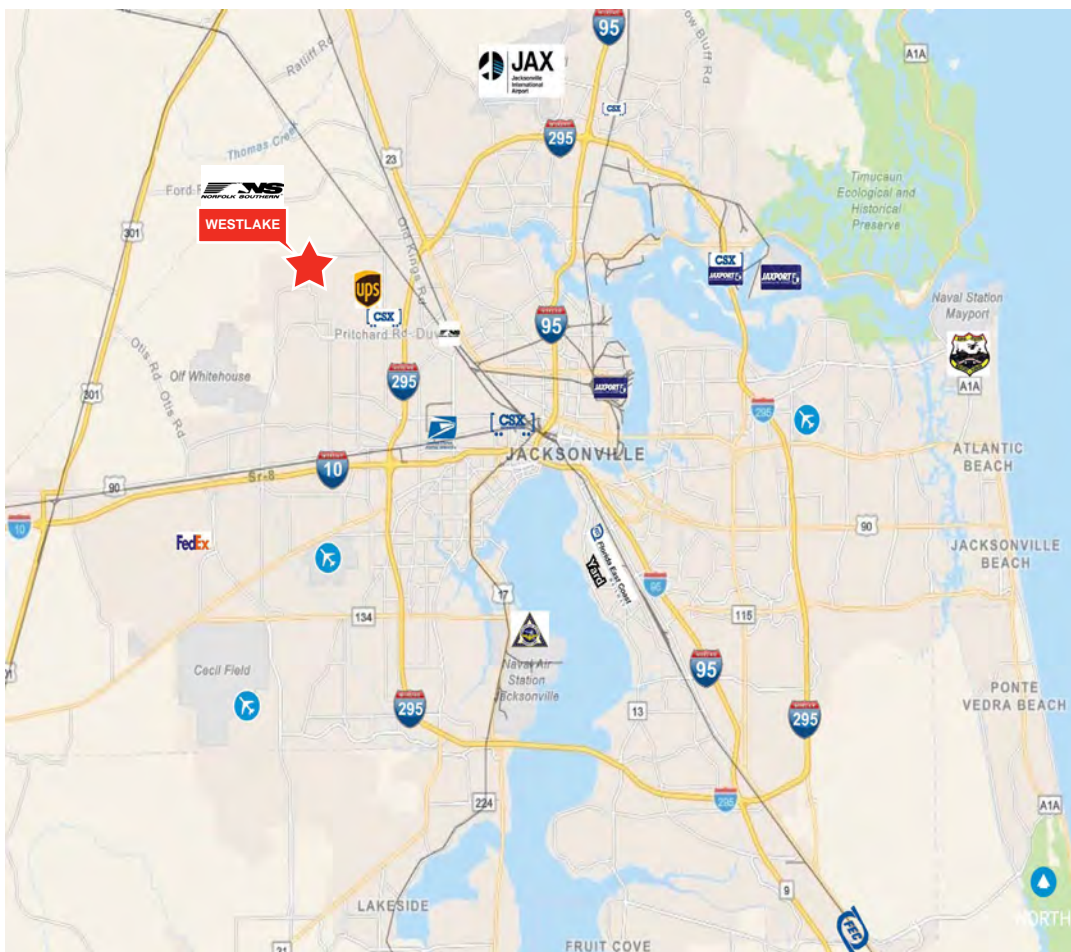 95
A1A
Ratliff Rd
JAX
Jacksonville
International
Airport
CSX
295
Thomas Creek
23
Timucuan
Ecological and
Historical
Preserve
NS
NORFOLK SOUTHERN
WESTLAKE
301
Old Kings Rd
CSX
JAXPORT
JAXPORT
ups
CSX
Naval Station
Mayport
95
Pritchard Rd
NS
A1A
Olf Whitehouse
Otis Rd
Otis Rd
301
295
JAXPORT
295
CSX
JACKSONVILLE
ATLANTIC
BEACH
10
Sr-8
90
10
90
FedEx
Florida East Coast
Yard
JACKSONVILLE
BEACH
95
17
134
115
Naval Air
Station
Jacksonville
Cecil Field
95
PONTE
VEDRA BEACH
295
13
295
295
224
A1A
9
LAKESIDE
FEC
NORTH
21
FRUIT COVE